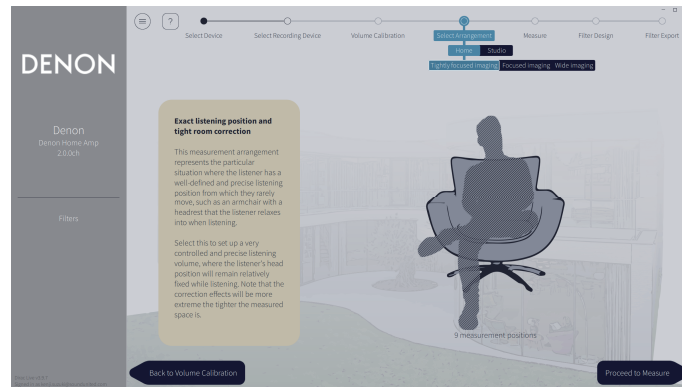 DENON
Denon
Denon Home Amp
2.0.0ch
Filters
?
Select Device
Select Recording Device
Volume Calibration
Select Arrangement
Measure
Filter Design
Filter Export
Home
Studio
Tightly focused imaging
Focused imaging
Wide imaging
Exact listening position and
tight room correction
This measurement arrangement
represents the particular
situation where the listener has a
well-defined and precise listening
position from which they rarely
move, such as an armchair with a
headrest that the listener relaxes
into when listening.
Select this to set up a very
controlled and precise listening
volume, where the listener's head
position will remain relatively
fixed while listening. Note that the
correction effects will be more
extreme the tighter the measured
space is.
9 measurement positions
Back to Volume Calibration
Proceed to Measure